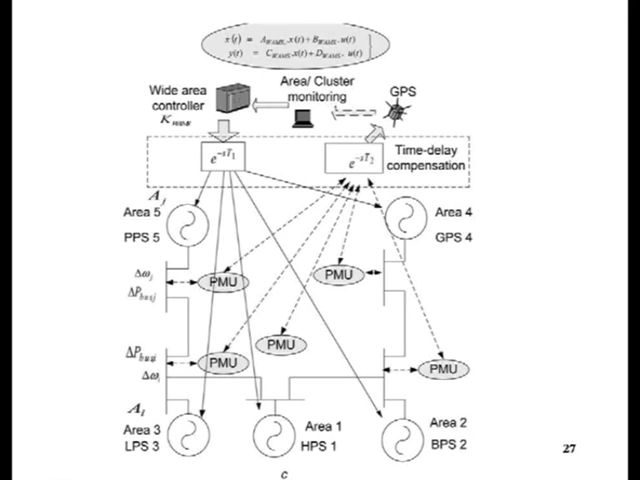 ẋ(t) = A_WAMS.x(t)+B_WAMS.u(t)
y(t) = C_WAMS.x(t)+D_WAMS.u(t)
Area/ Cluster
monitoring
GPS
Wide area
controller
e^{-sT_1}
e^{-sT_2}
Time-delay
compensation
A_j
Area 5
PPS 5
Area 4
GPS 4
Δω_j
ΔP_busj
PMU
PMU
PMU
ΔP_busi
Δω_i
PMU
PMU
A_i
Area 3
LPS 3
Area 1
HPS 1
Area 2
BPS 2
27
c